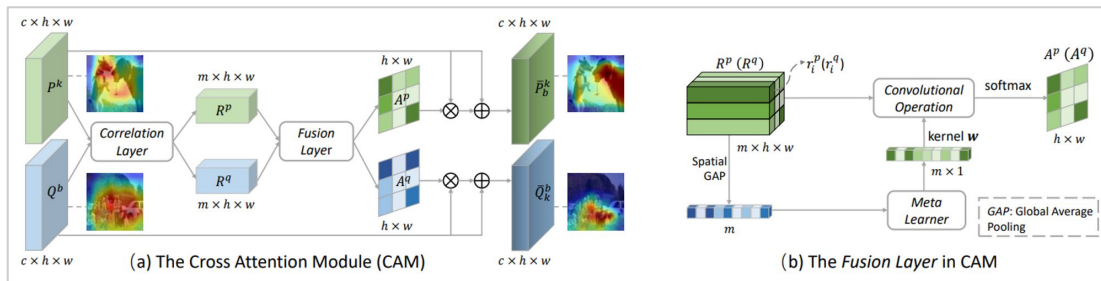 c × h × w
P^k
Q^b
c × h × w
Correlation
Layer
m × h × w
R^p
R^q
m × h × w
Fusion
Layer
h × w
A^p
A^q
h × w
⊗ ⊕
⊗ ⊕
c × h × w
P̄_b^k
Q̄_k^b
c × h × w
(a) The Cross Attention Module (CAM)
R^p (R^q)
r_i^p(r_i^q)
m × h × w
Spatial
GAP
m
Convolutional
Operation
softmax
A^p (A^q)
h × w
kernel w
m × 1
Meta
Learner
GAP: Global Average
Pooling
(b) The Fusion Layer in CAM